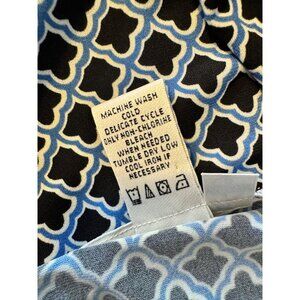 MACHINE WASH
COLD
DELICATE CYCLE
ONLY NON-CHLORINE
BLEACH
WHEN NEEDED
TUMBLE DRY LOW
COOL IRON IF
NECESSARY